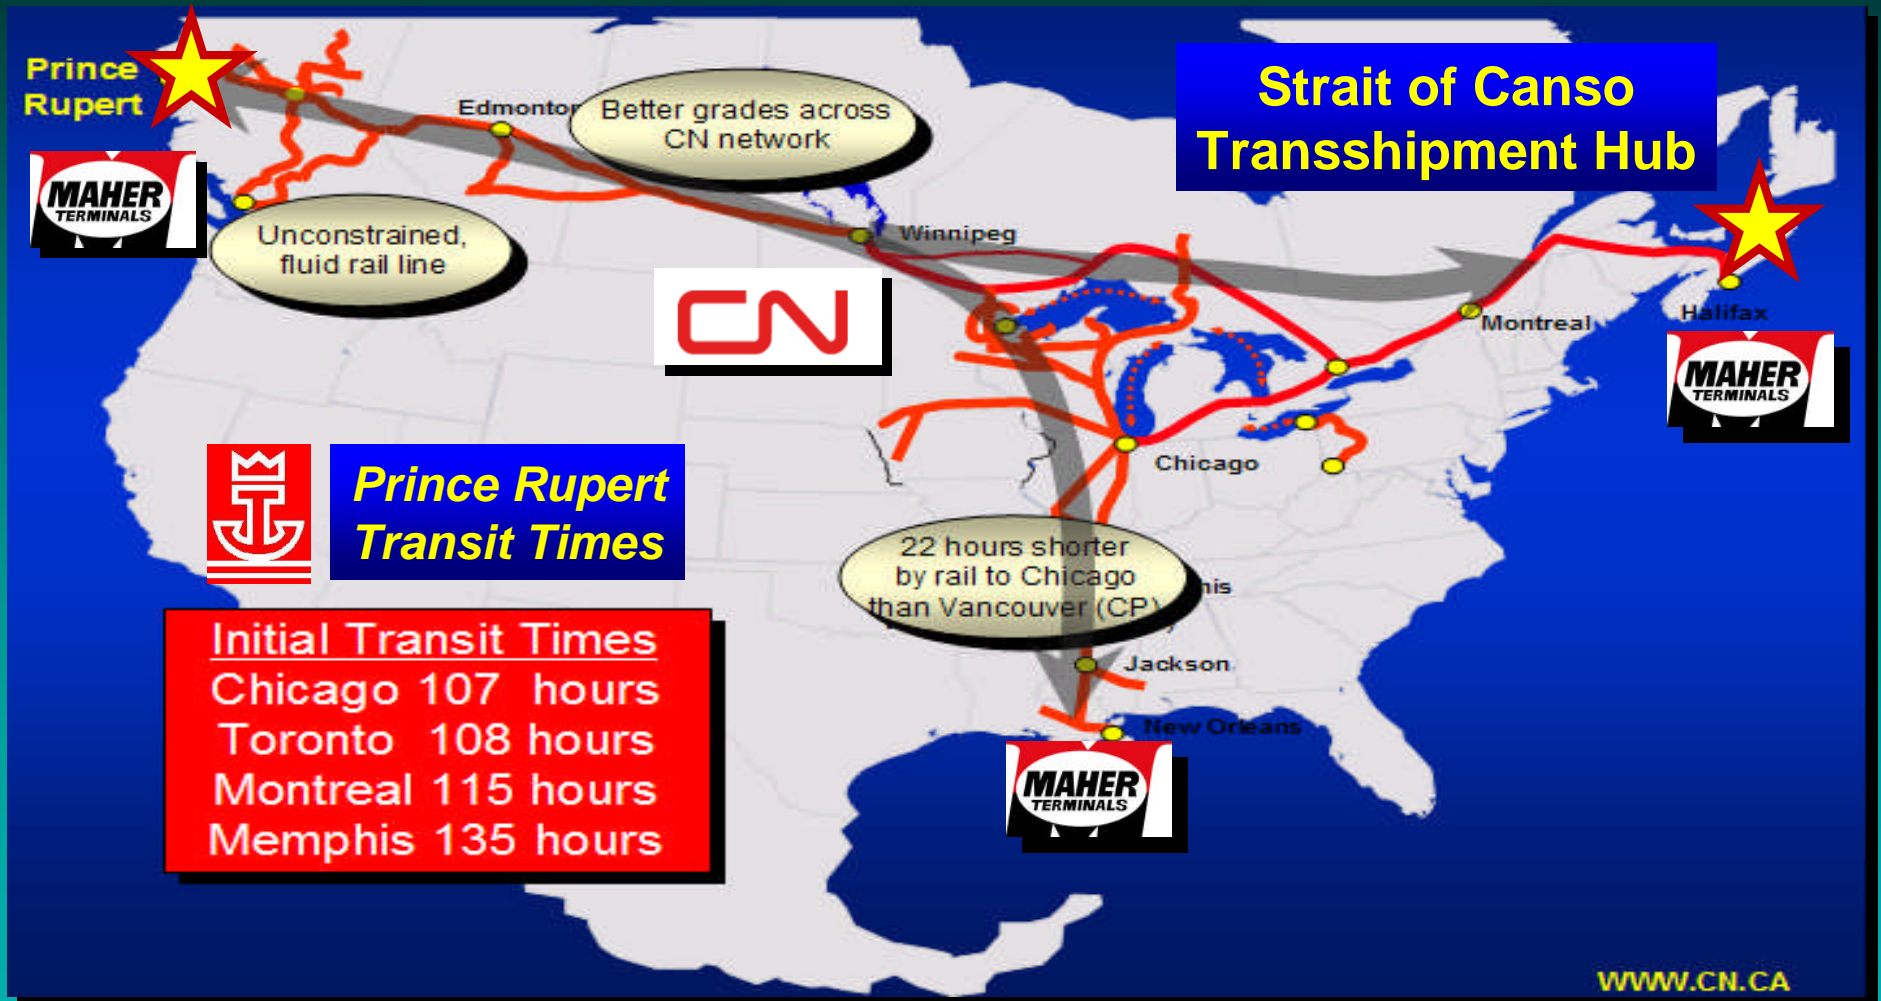 Prince
Rupert
Edmonton
Better grades across
CN network
Strait of Canso
Transshipment Hub
MAHER
TERMINALS
Unconstrained,
fluid rail line
Winnipeg
CN
Montreal
Halifax
MAHER
TERMINALS
Chicago
Prince Rupert
Transit Times
22 hours shorter
by rail to Chicago
than Vancouver (CP)
Jackson
New Orleans
Initial Transit Times
Chicago 107 hours
Toronto 108 hours
Montreal 115 hours
Memphis 135 hours
MAHER
TERMINALS
WWW.CN.CA